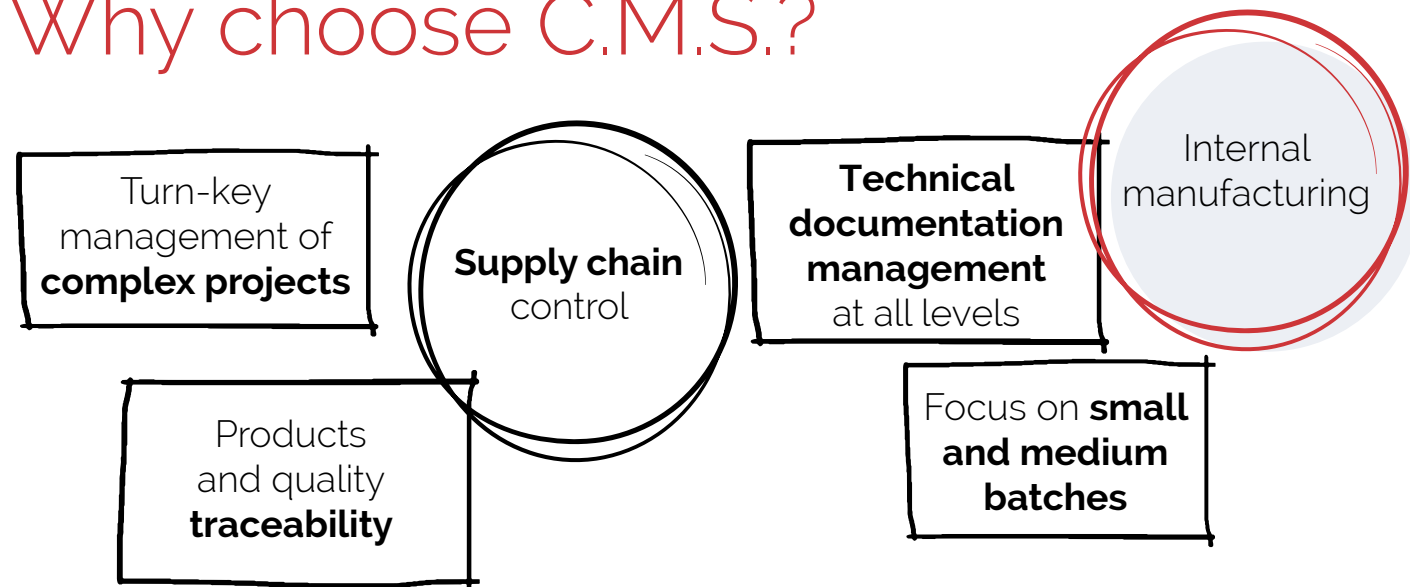 Why choose C.M.S.?
Turn-key
management of
complex projects
Supply chain
control
Technical
documentation
management
at all levels
Internal
manufacturing
Products
and quality
traceability
Focus on small
and medium
batches